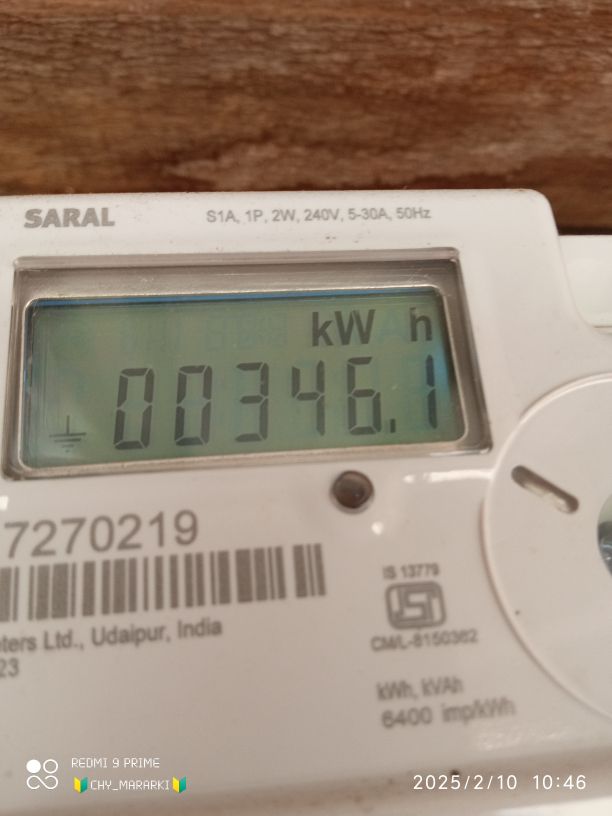 SARAL
S1A, 1P, 2W, 240V, 5-30A, 50Hz
kW h
00346.1
7270219
ters Ltd., Udaipur, India
23
IS 13779
CM/L-8150362
kWh, kVAh
6400 imp/kWh
REDMI 9 PRIME
CHY_MARARKI
2025/2/10 10:46